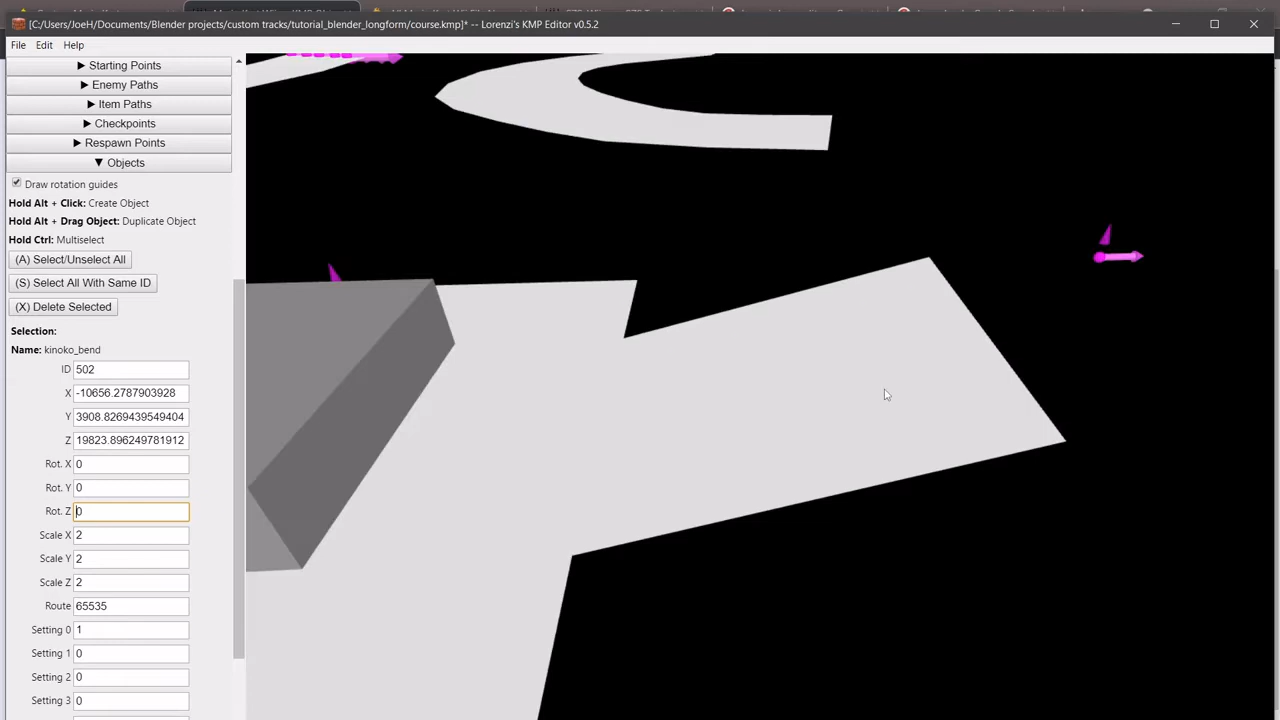 [C:/Users/JoeH/Documents/Blender projects/custom tracks/tutorial_blender_longform/course.kmp]* -- Lorenzi's KMP Editor v0.5.2
File Edit Help
▶ Starting Points
▶ Enemy Paths
▶ Item Paths
▶ Checkpoints
▶ Respawn Points
▼ Objects
Draw rotation guides
Hold Alt + Click: Create Object
Hold Alt + Drag Object: Duplicate Object
Hold Ctrl: Multiselect
(A) Select/Unselect All
(S) Select All With Same ID
(X) Delete Selected
Selection:
Name: kinoko_bend
ID 502
X -10656.2787903928
Y 3908.8269439549404
Z 19823.896249781912
Rot. X 0
Rot. Y 0
Rot. Z 0
Scale X 2
Scale Y 2
Scale Z 2
Route 65535
Setting 0 1
Setting 1 0
Setting 2 0
Setting 3 0